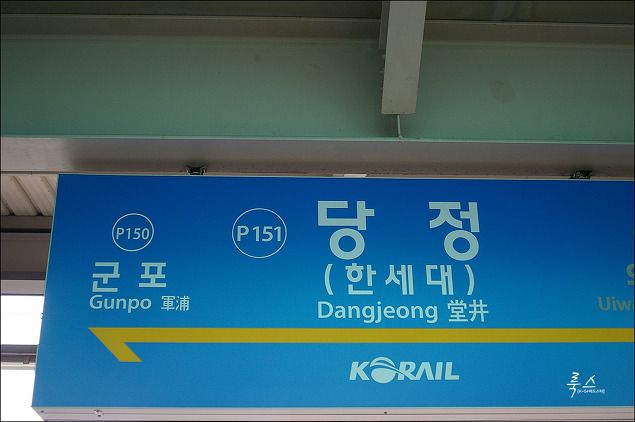 P150
군포
Gunpo 軍浦
P151
당정
(한세대)
Dangjeong 堂井
Uiw
KORAIL
룩스